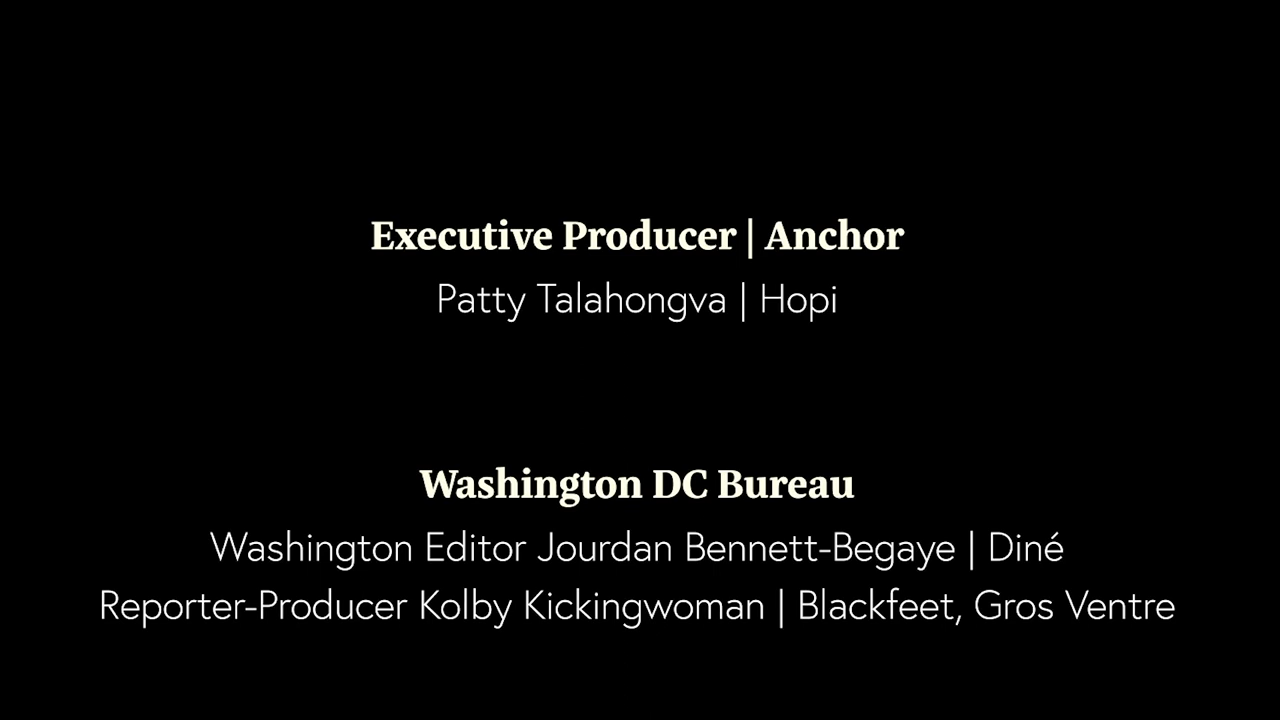 Executive Producer | Anchor
Patty Talahongva | Hopi
Washington DC Bureau
Washington Editor Jourdan Bennett-Begaye | Diné
Reporter-Producer Kolby Kickingwoman | Blackfeet, Gros Ventre